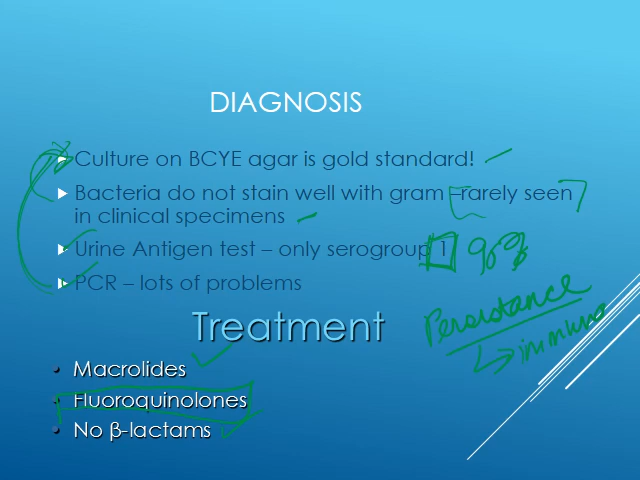 DIAGNOSIS
Culture on BCYE agar is gold standard!
Bacteria do not stain well with gram –rarely seen
in clinical specimens
Urine Antigen test – only serogroup 1
PCR – lots of problems
Persistance
Treatment
Macrolides
Fluoroquinolones
No β-lactams